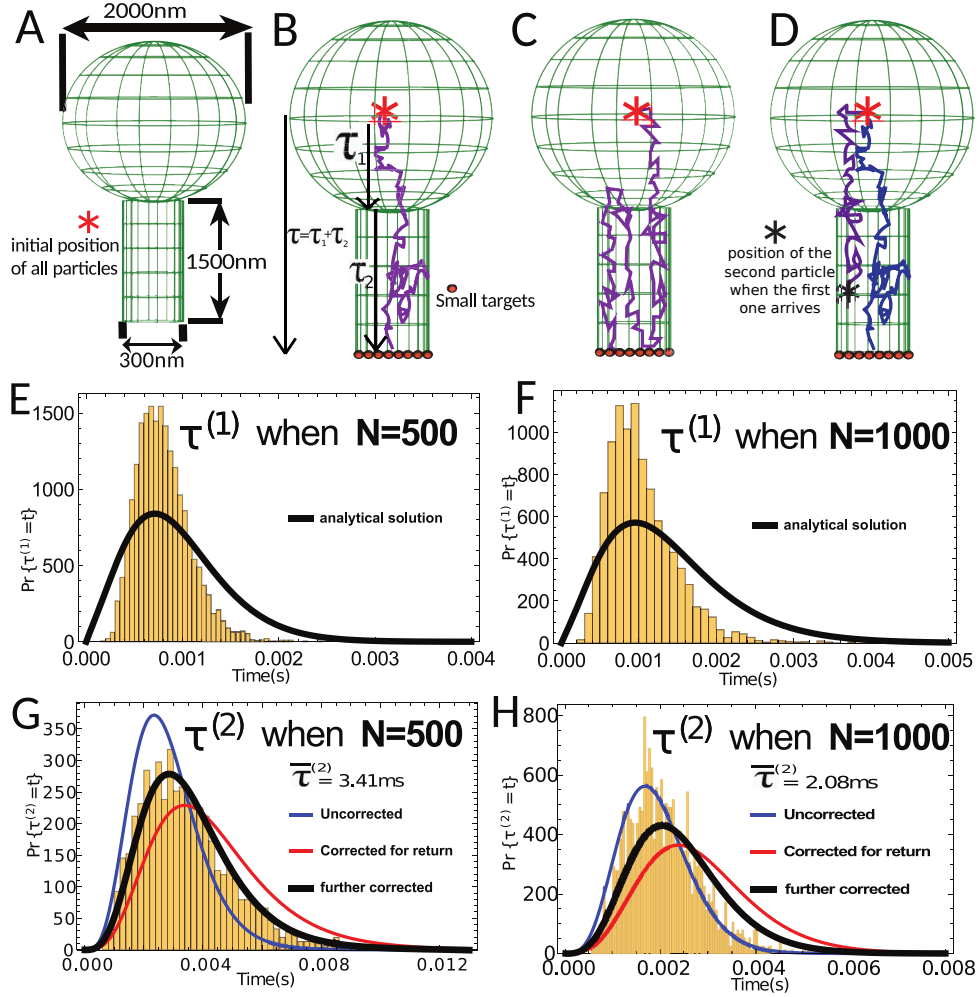 A
2000nm
initial position
of all particles
1500nm
300nm
B
τ₁
τ=τ₁+τ₂
τ₂
Small targets
C
D
position of the
second particle
when the first
one arrives
E
τ⁽¹⁾ when N=500
analytical solution
Pr {τ⁽¹⁾ =t}
1500
1000
500
0
0.000 0.001 0.002 0.003 0.004
Time(s)
F
τ⁽¹⁾ when N=1000
analytical solution
Pr {τ⁽¹⁾ =t}
1000
800
600
400
200
0
0.000 0.001 0.002 0.003 0.004 0.005
Time(s)
G
τ⁽²⁾ when N=500
τ̅⁽²⁾ = 3.41ms
Uncorrected
Corrected for return
further corrected
Pr {τ⁽²⁾ =t}
350
300
250
200
150
100
50
0
0.000 0.004 0.008 0.012
Time(s)
H
τ⁽²⁾ when N=1000
τ̅⁽²⁾ = 2.08ms
Uncorrected
Corrected for return
further corrected
Pr {τ⁽²⁾ =t}
800
600
400
200
0
0.000 0.002 0.004 0.006 0.008
Time(s)